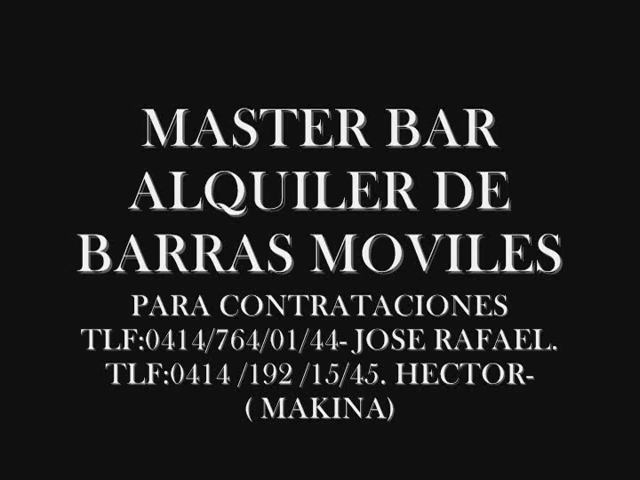 MASTER BAR
ALQUILER DE
BARRAS MOVILES
PARA CONTRATACIONES
TLF:0414/764/01/44- JOSE RAFAEL.
TLF:0414 /192 /15/45. HECTOR-
( MAKINA)